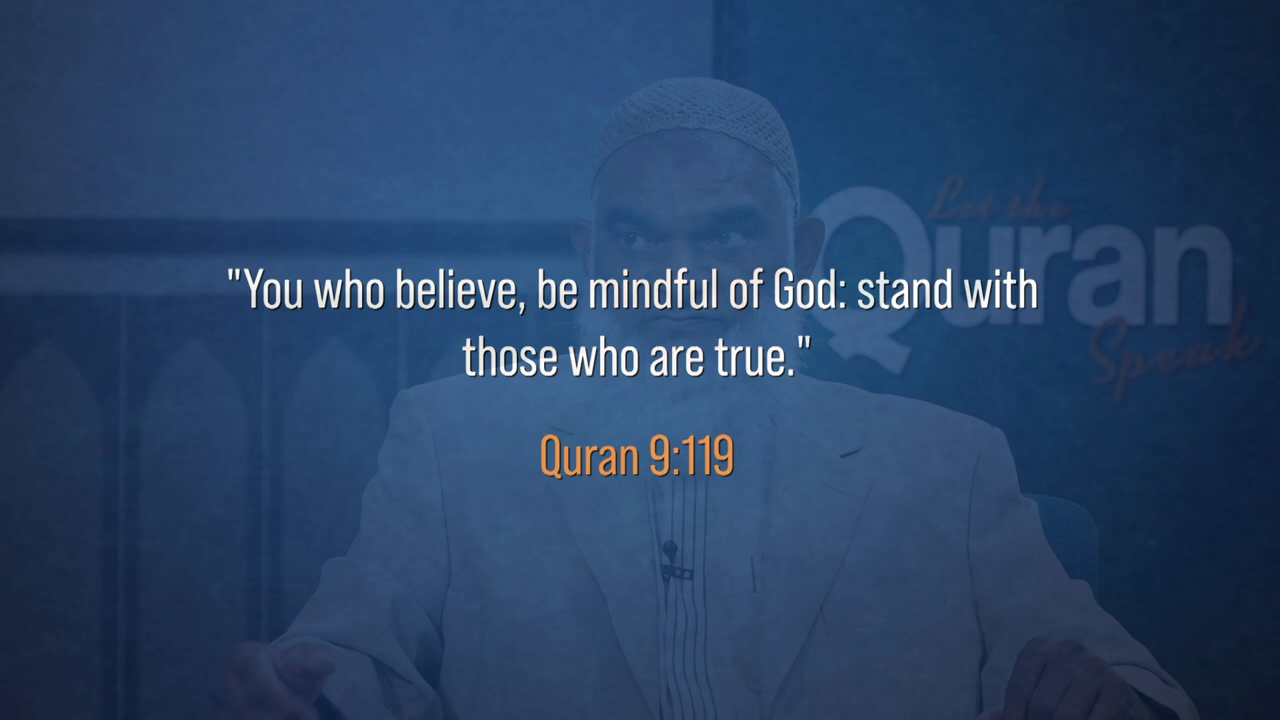 Let the
Quran
Speak
"You who believe, be mindful of God: stand with
those who are true."
Quran 9:119